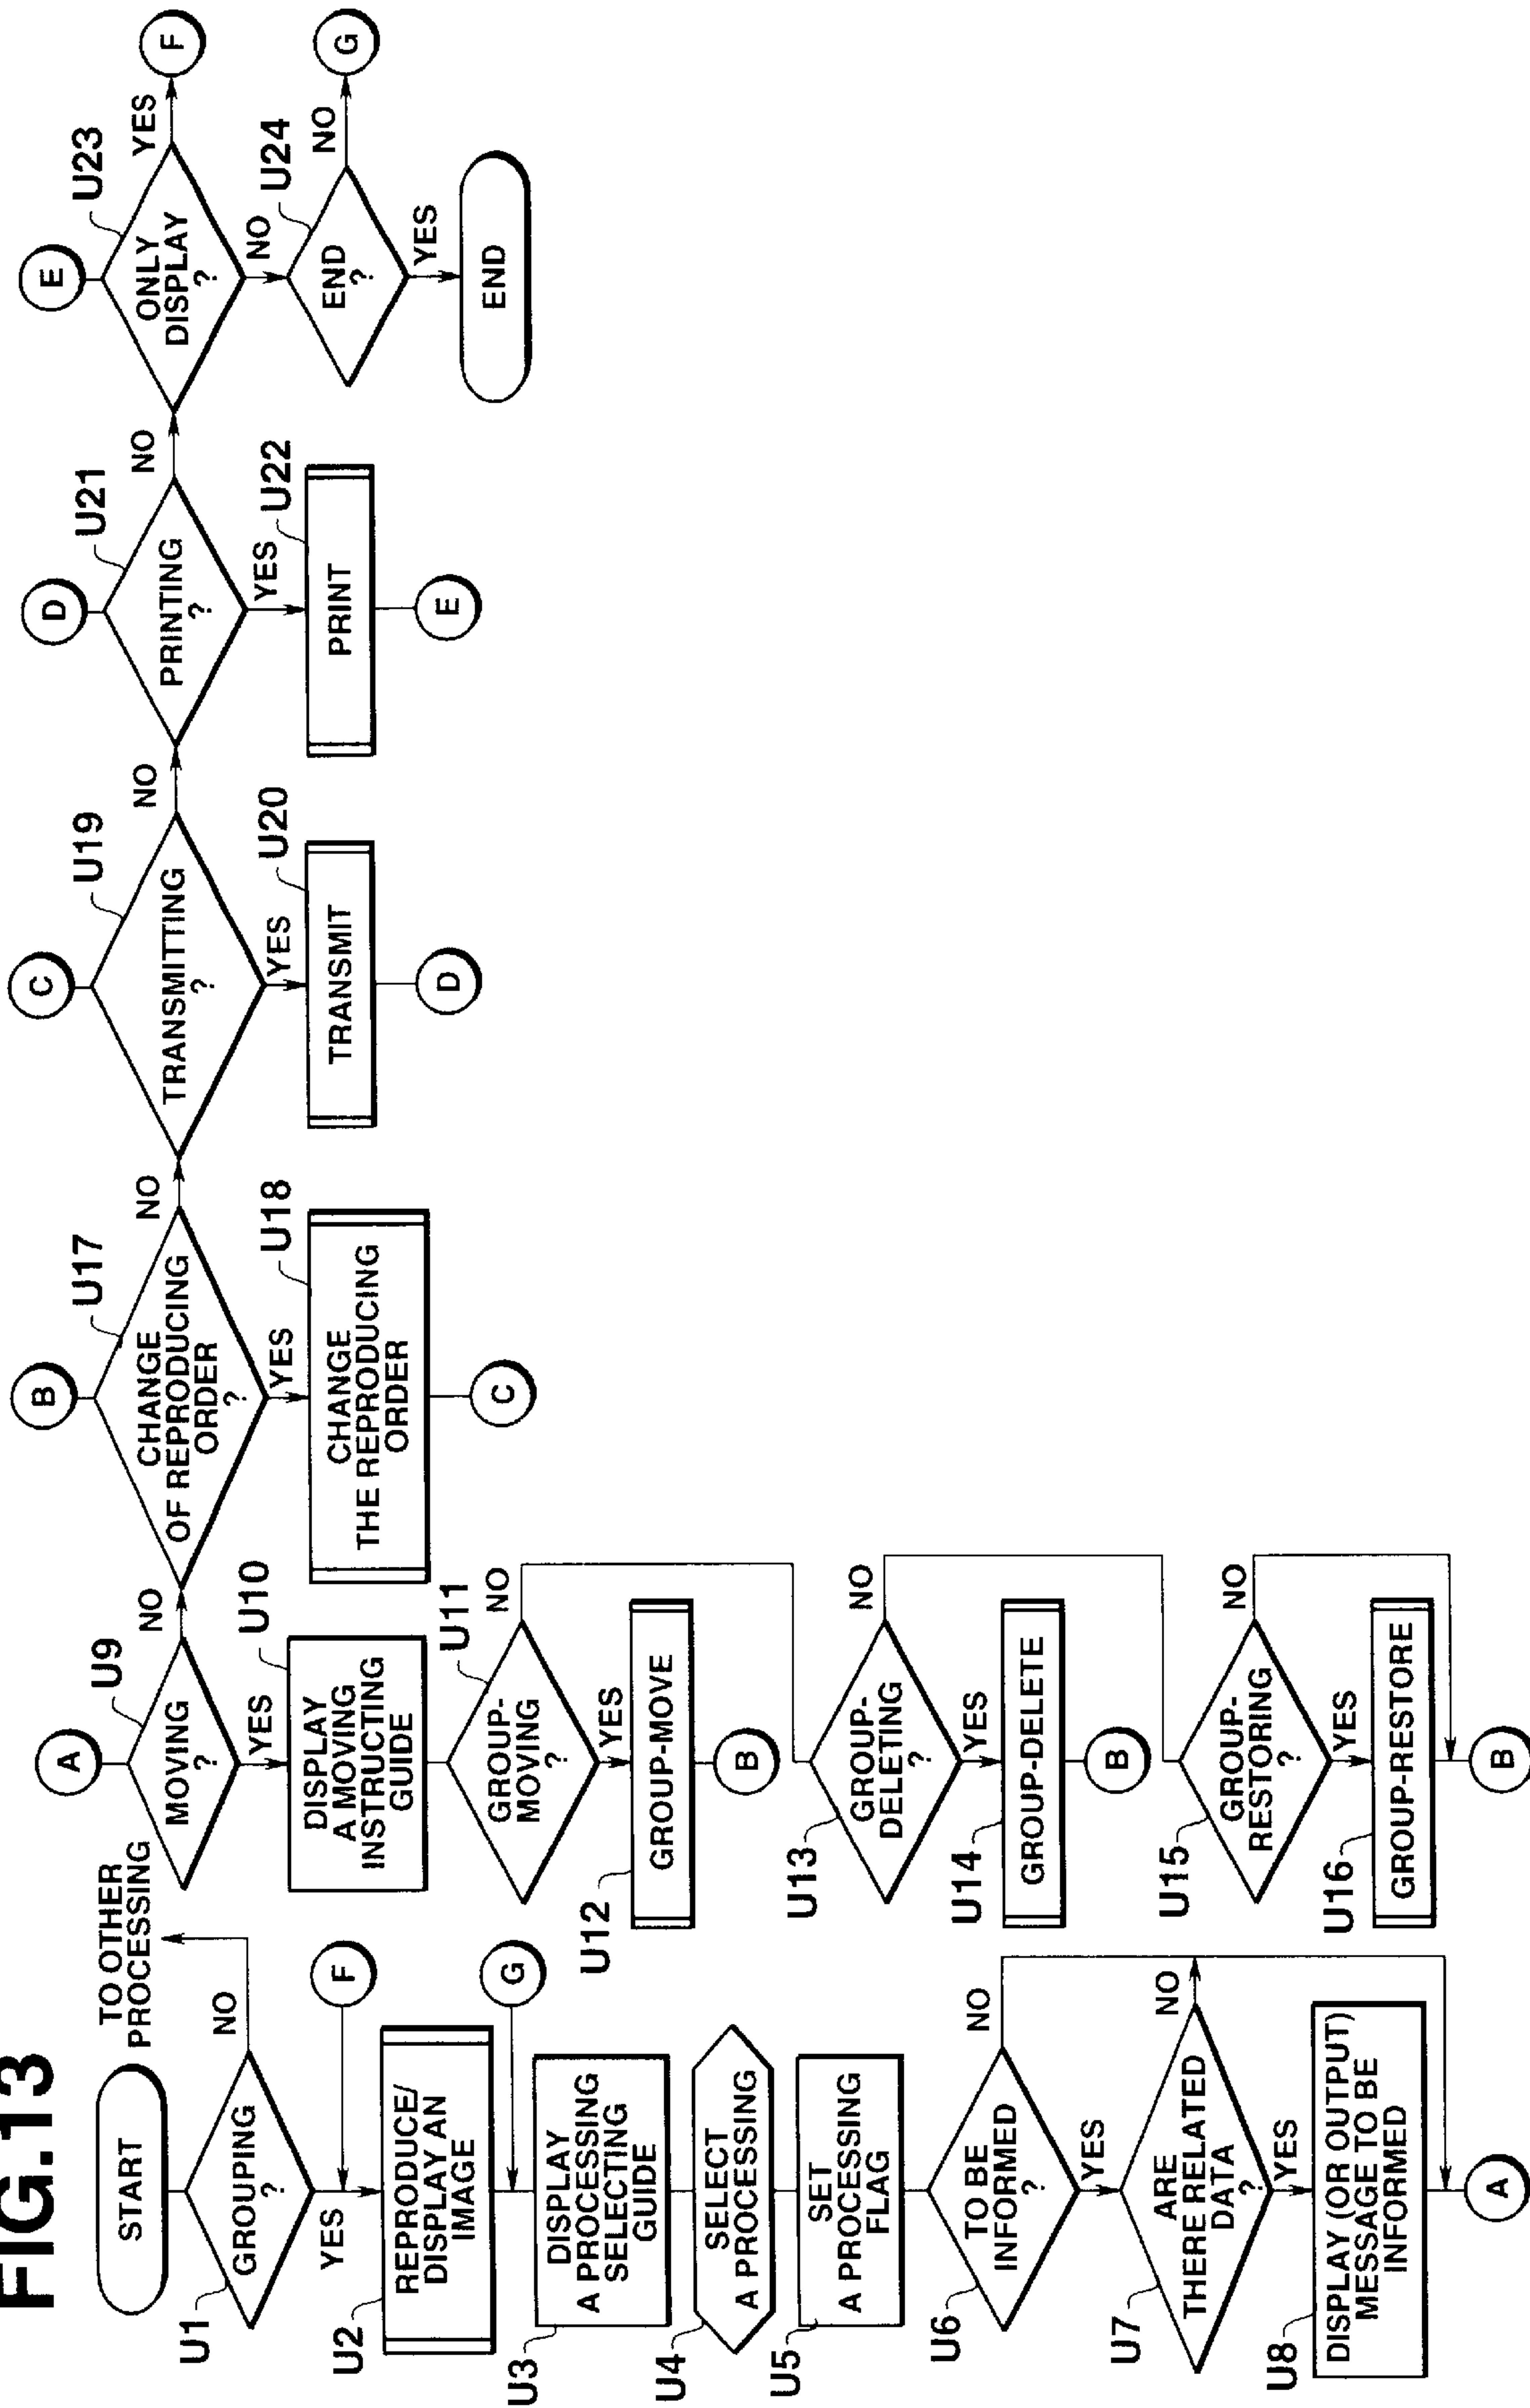 FIG.13
START
U1
GROUPING
?
NO
TO OTHER
PROCESSING
YES
F
U2
REPRODUCE/
DISPLAY AN
IMAGE
G
U3
DISPLAY
A PROCESSING
SELECTING
GUIDE
U4
SELECT
A PROCESSING
U5
SET
A PROCESSING
FLAG
U6
TO BE
INFORMED
?
NO
YES
U7
ARE
THERE RELATED
DATA
?
NO
YES
U8
DISPLAY (OR OUTPUT)
MESSAGE TO BE
INFORMED
A
A
U9
MOVING
?
NO
YES
U10
DISPLAY
A MOVING
INSTRUCTING
GUIDE
U11
GROUP-
MOVING
?
NO
YES
U12
GROUP-MOVE
B
U13
GROUP-
DELETING
?
NO
YES
U14
GROUP-DELETE
B
U15
GROUP-
RESTORING
?
NO
YES
U16
GROUP-RESTORE
B
B
U17
CHANGE
OF REPRODUCING
ORDER
?
NO
YES
U18
CHANGE
THE REPRODUCING
ORDER
C
C
U19
TRANSMITTING
?
NO
YES
U20
TRANSMIT
D
D
U21
PRINTING
?
NO
YES
U22
PRINT
E
E
U23
ONLY
DISPLAY
?
YES
F
NO
U24
END
?
NO
G
YES
END